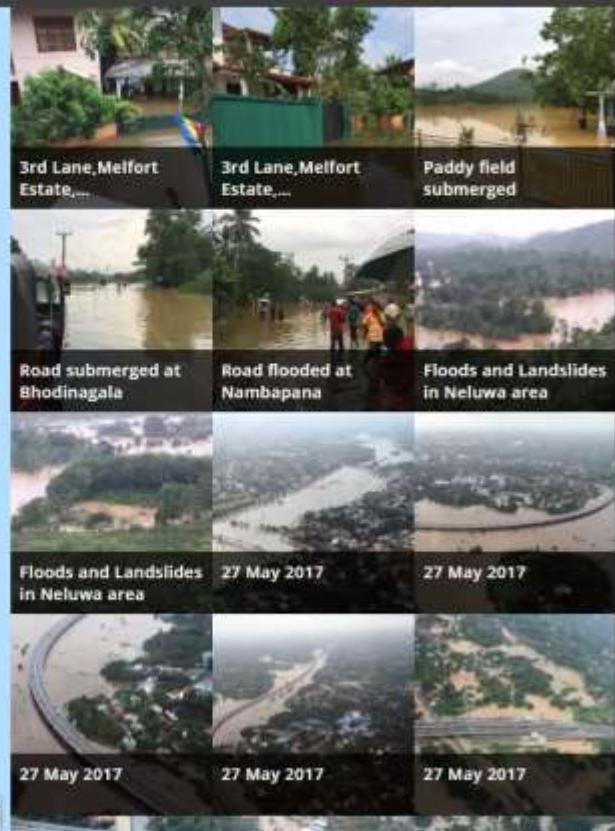 3rd Lane,Melfort
Estate,...
3rd Lane,Melfort
Estate,...
Paddy field
submerged
Road submerged at
Bhodinagala
Road flooded at
Nambapana
Floods and Landslides
in Neluwa area
Floods and Landslides
in Neluwa area
27 May 2017
27 May 2017
27 May 2017
27 May 2017
27 May 2017